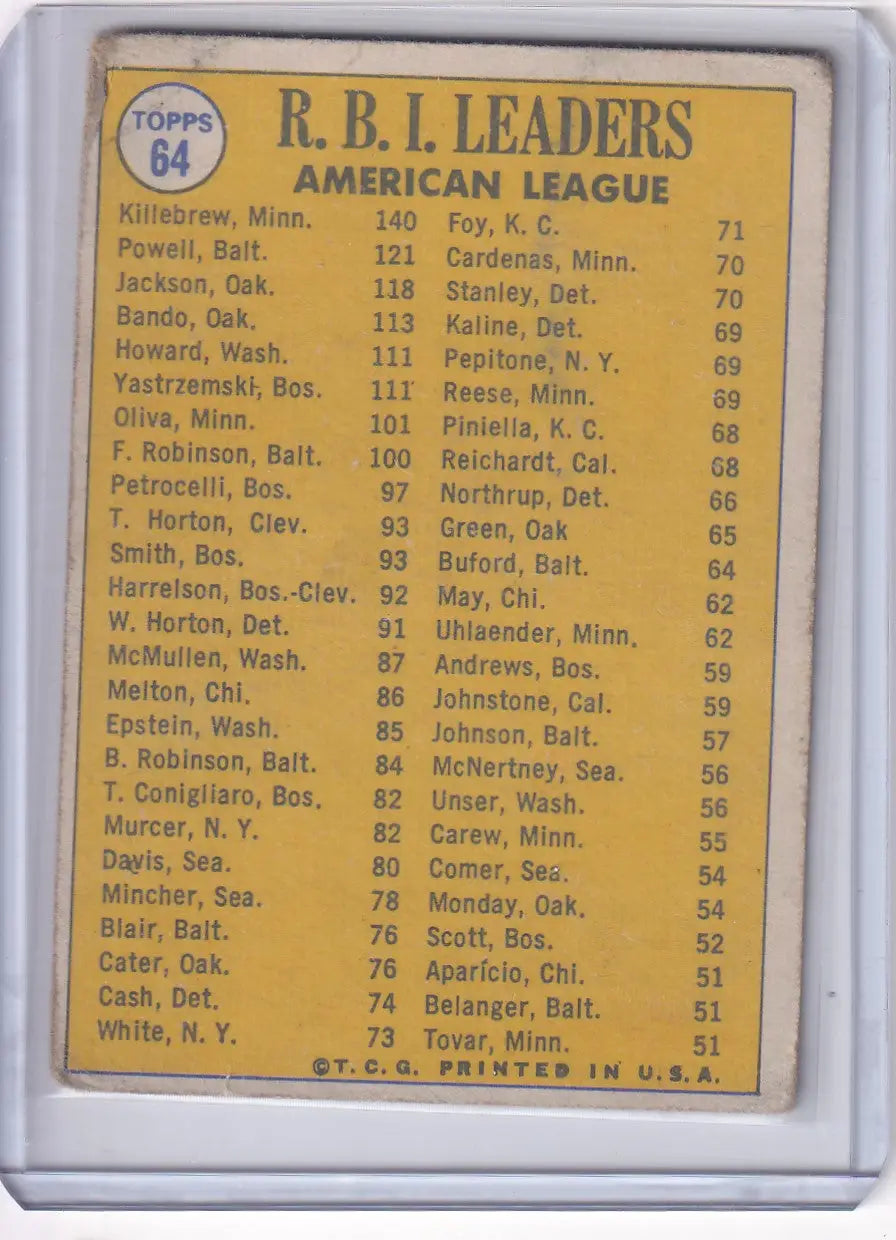 TOPPS
64
R. B. I. LEADERS
AMERICAN LEAGUE
Killebrew, Minn. 140
Powell, Balt. 121
Jackson, Oak. 118
Bando, Oak. 113
Howard, Wash. 111
Yastrzemski, Bos. 111
Oliva, Minn. 101
F. Robinson, Balt. 100
Petrocelli, Bos. 97
T. Horton, Clev. 93
Smith, Bos. 93
Harrelson, Bos.-Clev. 92
W. Horton, Det. 91
McMullen, Wash. 87
Melton, Chi. 86
Epstein, Wash. 85
B. Robinson, Balt. 84
T. Conigliaro, Bos. 82
Murcer, N. Y. 82
Davis, Sea. 80
Mincher, Sea. 78
Blair, Balt. 76
Cater, Oak. 76
Cash, Det. 74
White, N. Y. 73
Foy, K. C. 71
Cardenas, Minn. 70
Stanley, Det. 70
Kaline, Det. 69
Pepitone, N. Y. 69
Reese, Minn. 69
Piniella, K. C. 68
Reichardt, Cal. 68
Northrup, Det. 66
Green, Oak 65
Buford, Balt. 64
May, Chi. 62
Uhlaender, Minn. 62
Andrews, Bos. 59
Johnstone, Cal. 59
Johnson, Balt. 57
McNertney, Sea. 56
Unser, Wash. 56
Carew, Minn. 55
Comer, Sea. 54
Monday, Oak. 54
Scott, Bos. 52
Aparício, Chi. 51
Belanger, Balt. 51
Tovar, Minn. 51
©T. C. G. PRINTED IN U.S.A.